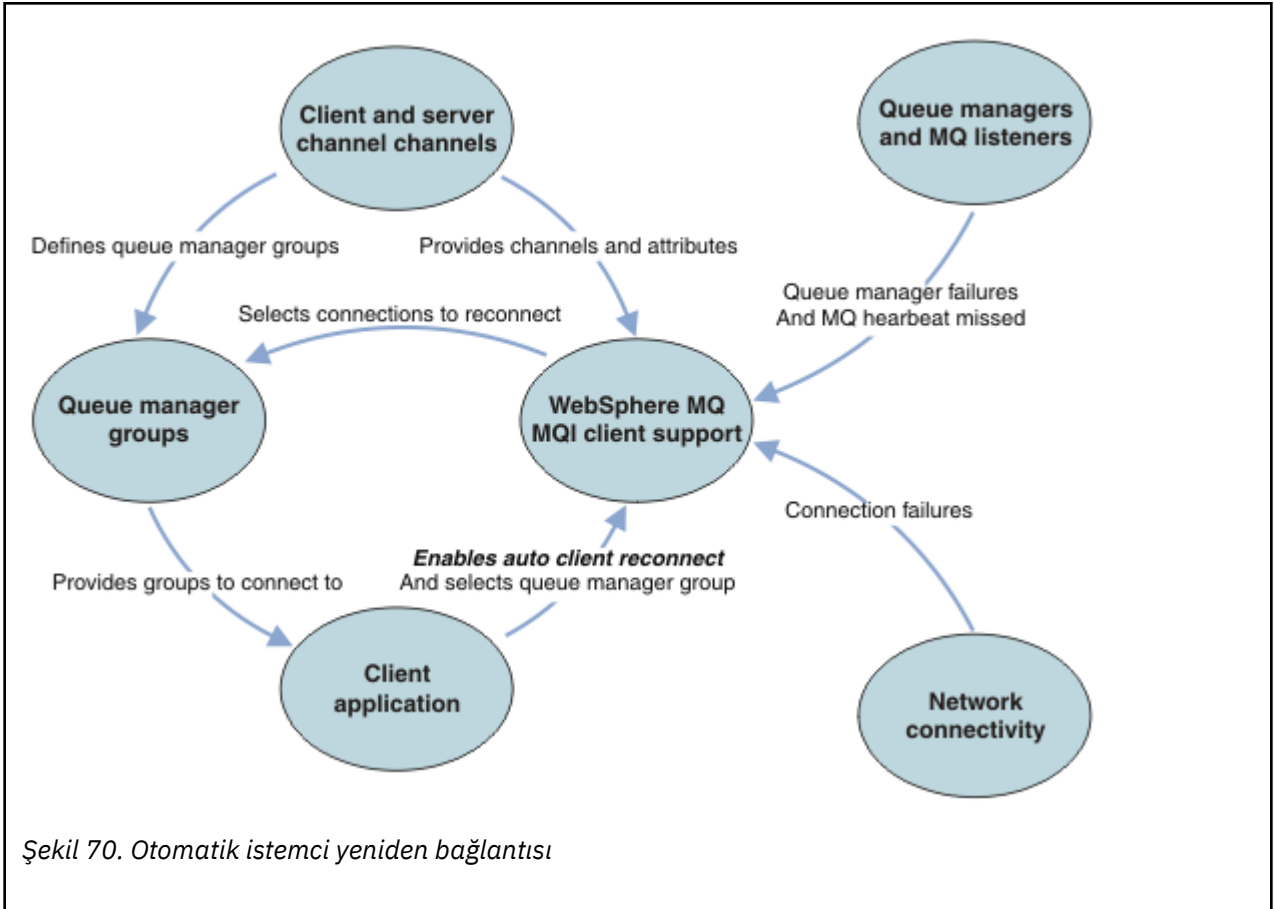 Client and server
channel channels
Queue managers
and MQ listeners
Defines queue manager groups
Provides channels and attributes
Queue manager failures
And MQ hearbeat missed
Selects connections to reconnect
Queue manager
groups
WebSphere MQ
MQI client support
Connection failures
Enables auto client reconnect
And selects queue manager group
Provides groups to connect to
Client
application
Network
connectivity
Şekil 70. Otomatik istemci yeniden bağlantısı